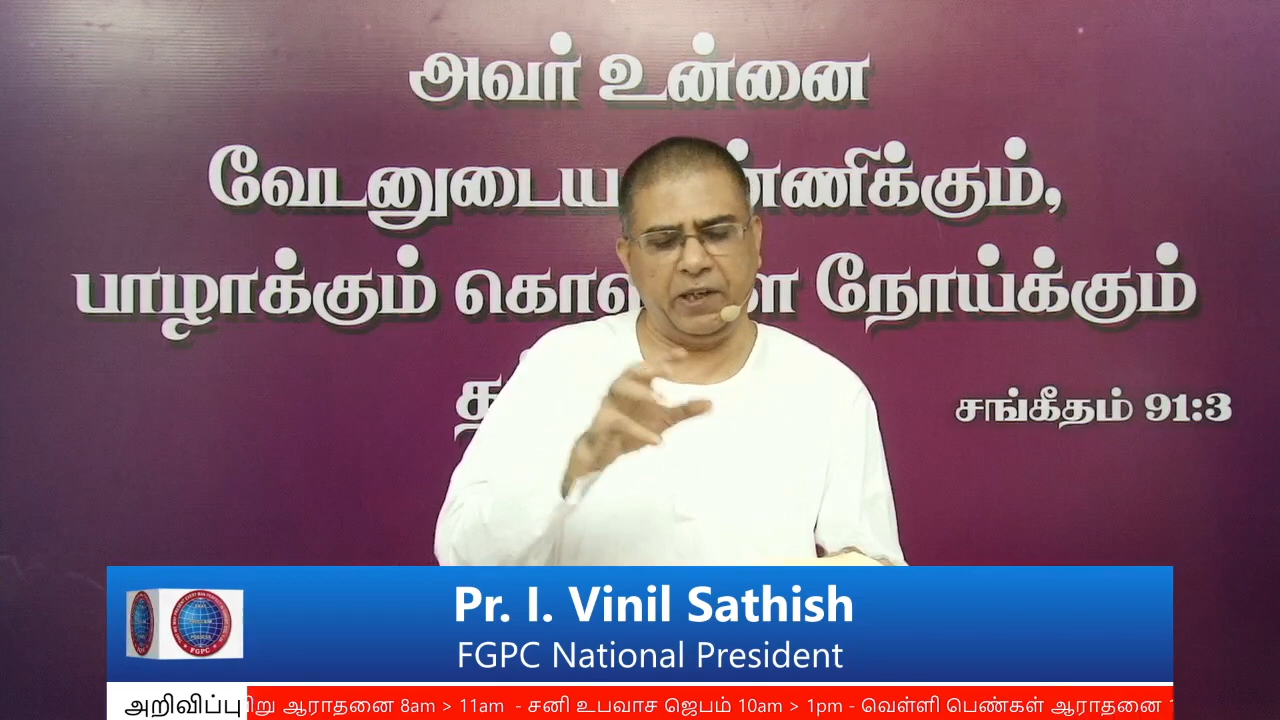 அவர் உன்னை
வேடனுடைய
பாழாக்கும் நோய்க்கும்
சங்கீதம் 91:3
Pr. I. Vinil Sathish
FGPC National President
FGPC
அறிவிப்பு ஆராதனை 8am > 11am - சனி உபவாச ஜெபம் 10am > 1pm - வெள்ளி பெண்கள் ஆராதனை